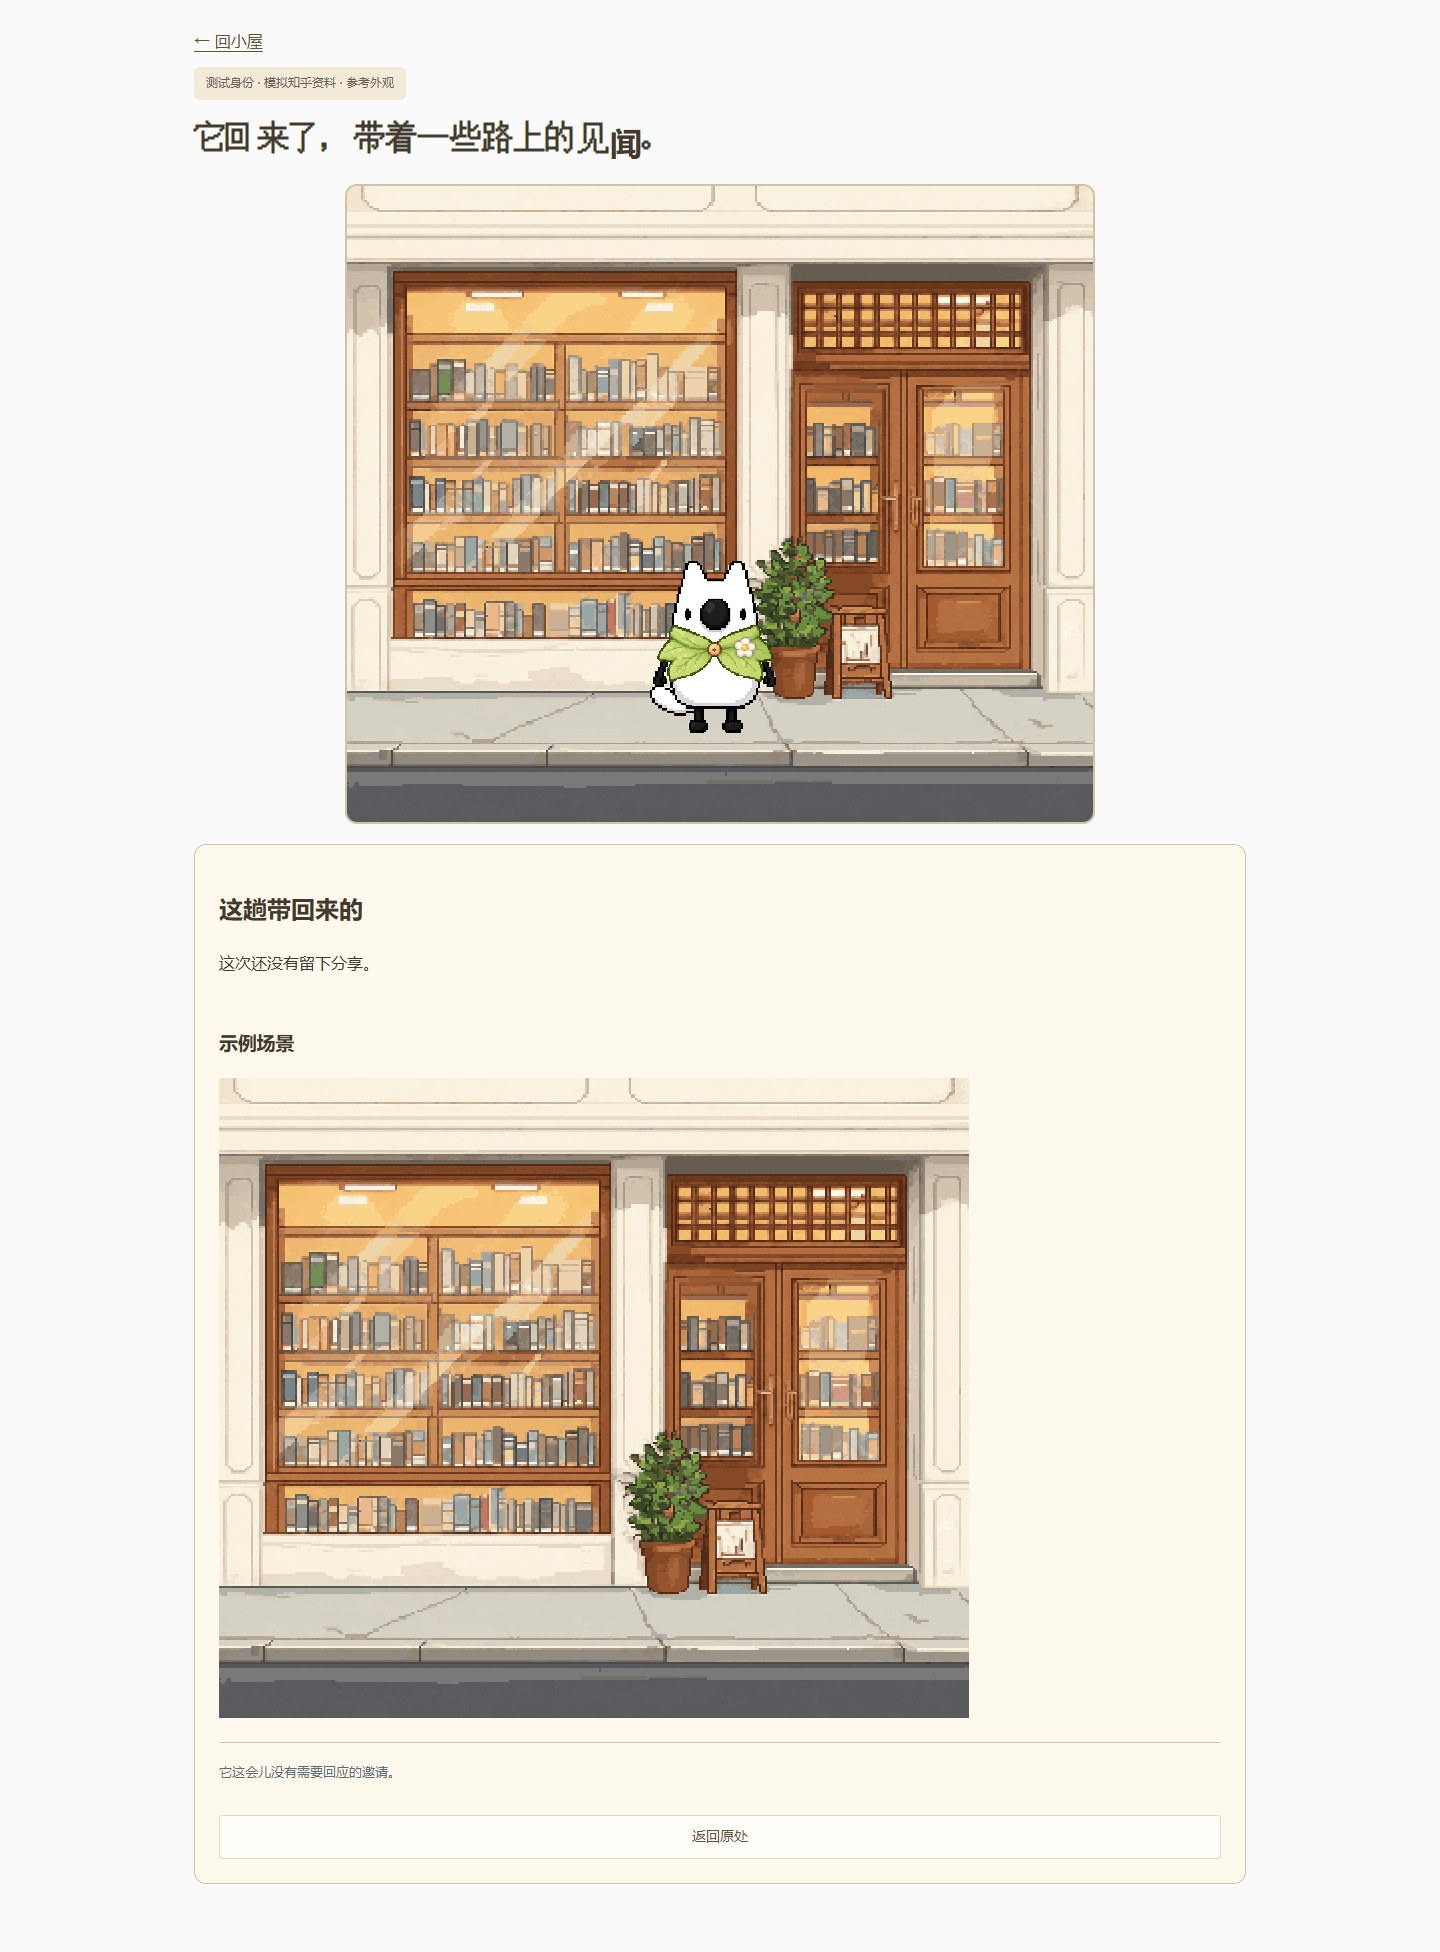 ← 回小屋
测试身份 · 模拟知乎资料 · 参考外观
它回来了，带着一些路上的见闻。
这趟带回来的
这次还没有留下分享。
示例场景
它这会儿没有需要回应的邀请。
返回原处